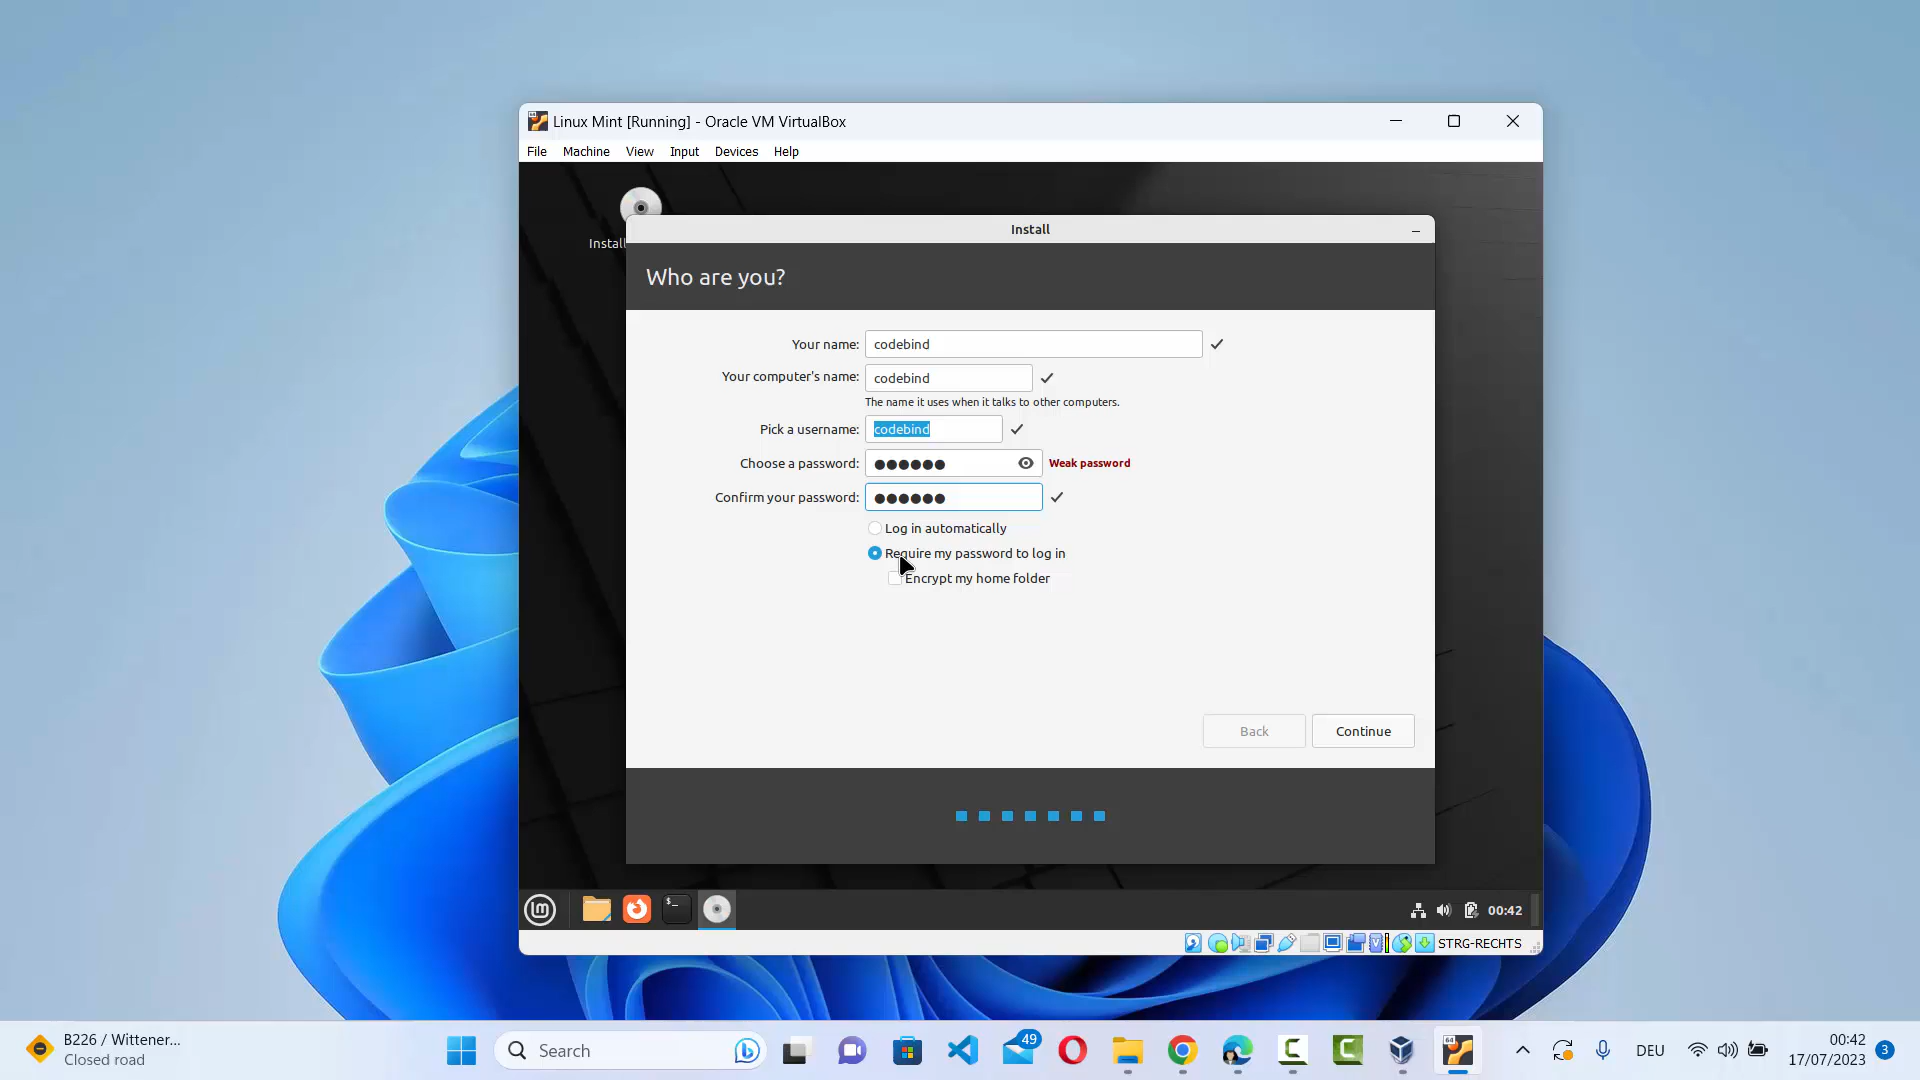 Linux Mint [Running] - Oracle VM VirtualBox
File Machine View Input Devices Help
Install
Install
Who are you?
Your name: codebind
Your computer's name: codebind
The name it uses when it talks to other computers.
Pick a username: codebind
Choose a password: ●●●●●● Weak password
Confirm your password: ●●●●●●
Log in automatically
Require my password to log in
Encrypt my home folder
Back Continue
00:42
STRG-RECHTS
B226 / Wittener...
Closed road
Search
49
64
DEU
00:42
17/07/2023
3